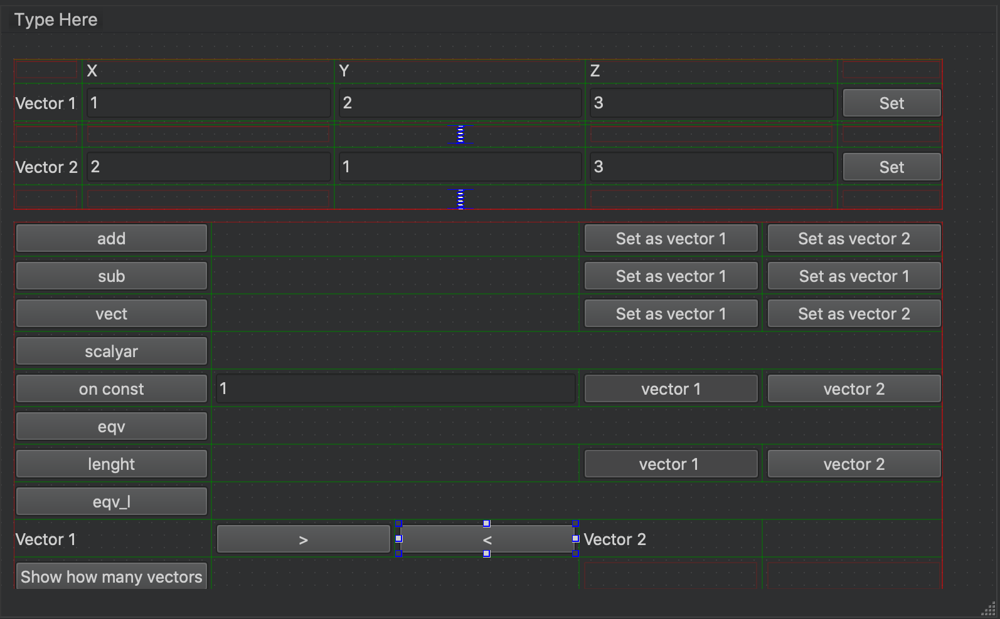 Type Here
X Y Z
Vector 1 1 2 3 Set
Vector 2 2 1 3 Set
add Set as vector 1 Set as vector 2
sub Set as vector 1 Set as vector 1
vect Set as vector 1 Set as vector 2
scalyar
on const 1 vector 1 vector 2
eqv
lenght vector 1 vector 2
eqv_l
Vector 1 > < Vector 2
Show how many vectors